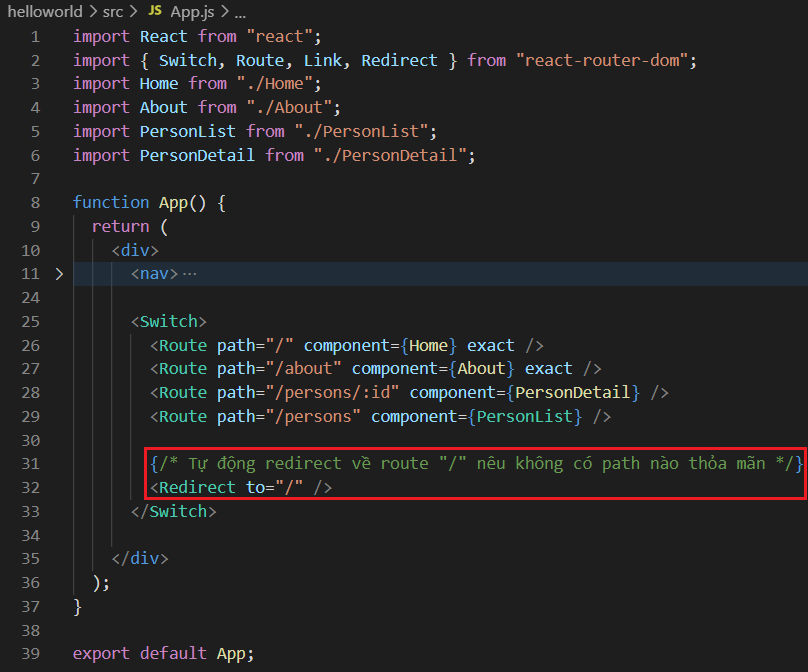 helloworld > src > JS App.js > ...
1 import React from "react";
2 import { Switch, Route, Link, Redirect } from "react-router-dom";
3 import Home from "./Home";
4 import About from "./About";
5 import PersonList from "./PersonList";
6 import PersonDetail from "./PersonDetail";
7
8 function App() {
9 return (
10 <div>
11 > <nav> ···
24
25 <Switch>
26 <Route path="/" component={Home} exact />
27 <Route path="/about" component={About} exact />
28 <Route path="/persons/:id" component={PersonDetail} />
29 <Route path="/persons" component={PersonList} />
30
31 {/* Tự động redirect về route "/" nêu không có path nào thỏa mãn */}
32 <Redirect to="/" />
33 </Switch>
34
35 </div>
36 );
37 }
38
39 export default App;